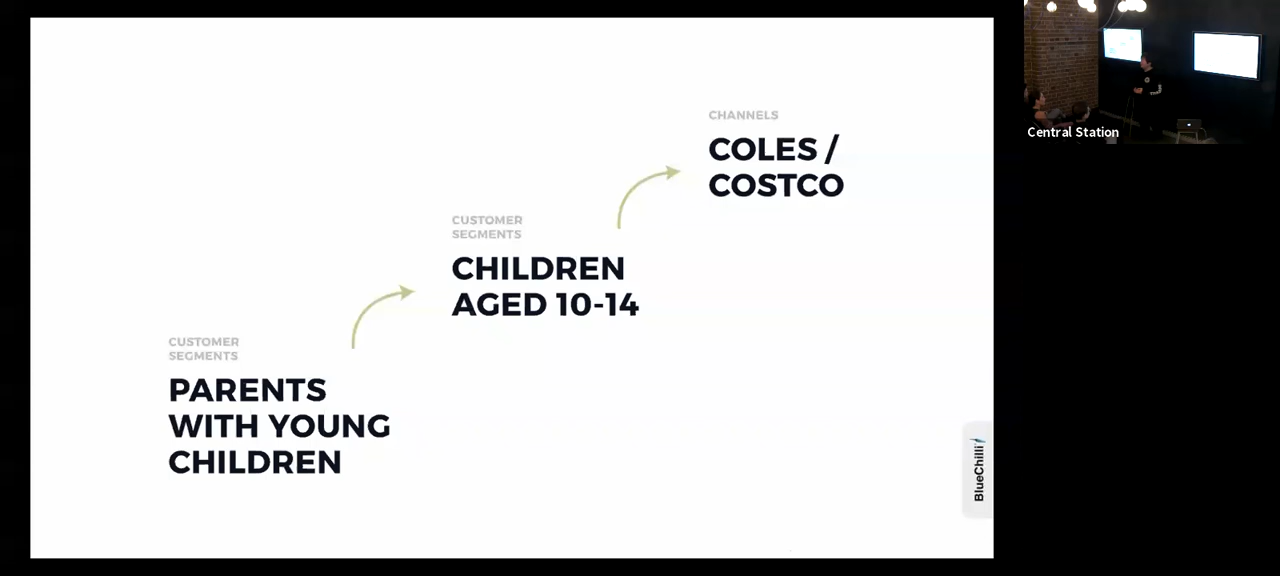 CHANNELS
COLES /
COSTCO
CUSTOMER
SEGMENTS
CHILDREN
AGED 10-14
CUSTOMER
SEGMENTS
PARENTS
WITH YOUNG
CHILDREN
BlueChilli
Central Station